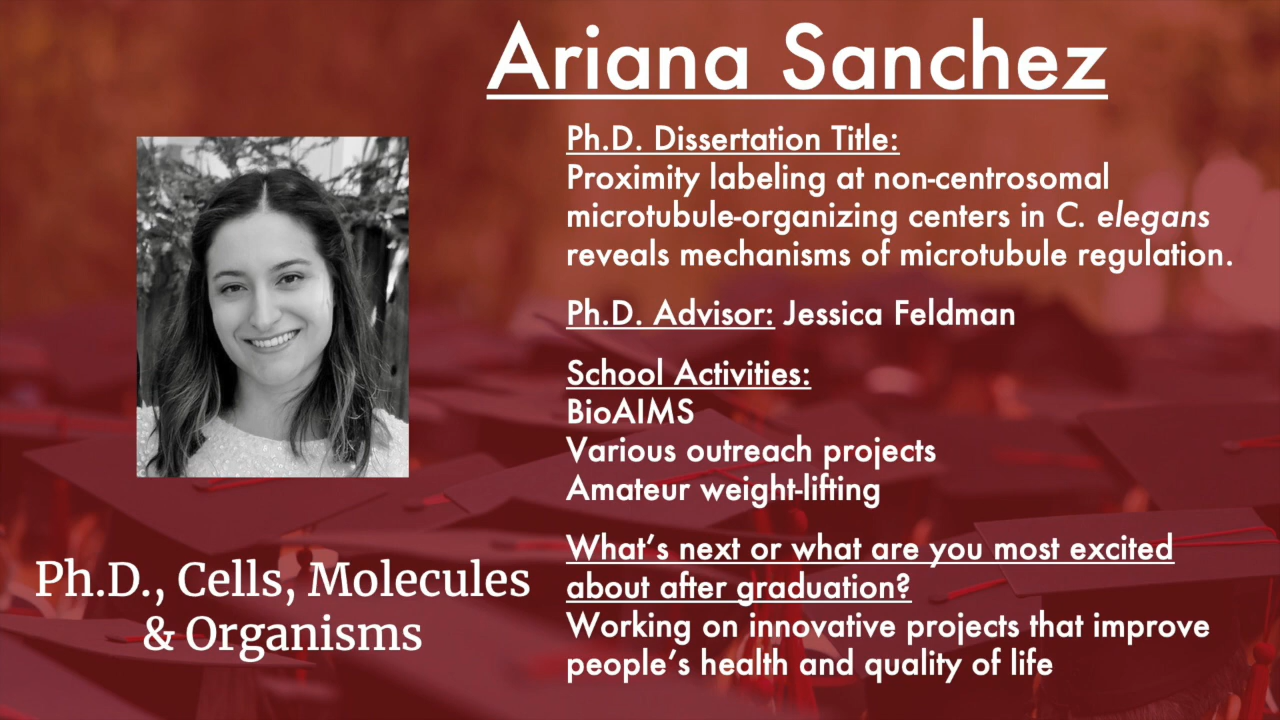 Ariana Sanchez
Ph.D. Dissertation Title:
Proximity labeling at non-centrosomal
microtubule-organizing centers in C. elegans
reveals mechanisms of microtubule regulation.
Ph.D. Advisor: Jessica Feldman
School Activities:
BioAIMS
Various outreach projects
Amateur weight-lifting
What's next or what are you most excited
about after graduation?
Working on innovative projects that improve
people's health and quality of life
Ph.D., Cells, Molecules
& Organisms